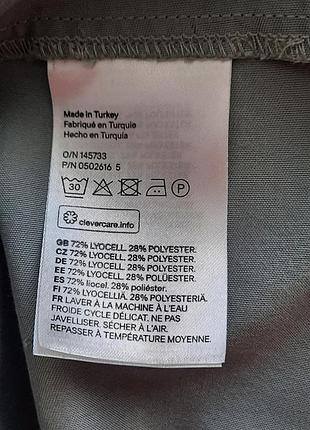 Made in Turkey
Fabriqué en Turquie
Hecho en Turquía
O/N 145733
P/N 0502616 5
30 P
clevercare.info
GB 72% LYOCELL. 28% POLYESTER.
CZ 72% LYOCELL. 28% POLYESTER.
DE 72% LYOCELL. 28% POLYESTER.
EE 72% LÜOTSELL. 28% POLÜESTER.
ES 72% liocel. 28% poliéster.
FI 72% LYOCELLIÄ. 28% POLYESTERIÄ.
FR LAVER À LA MACHINE À L'EAU
FROIDE CYCLE DÉLICAT. NE PAS
JAVELLISER. SÉCHER À L'AIR.
REPASSER À TEMPÉRATURE MOYENNE.